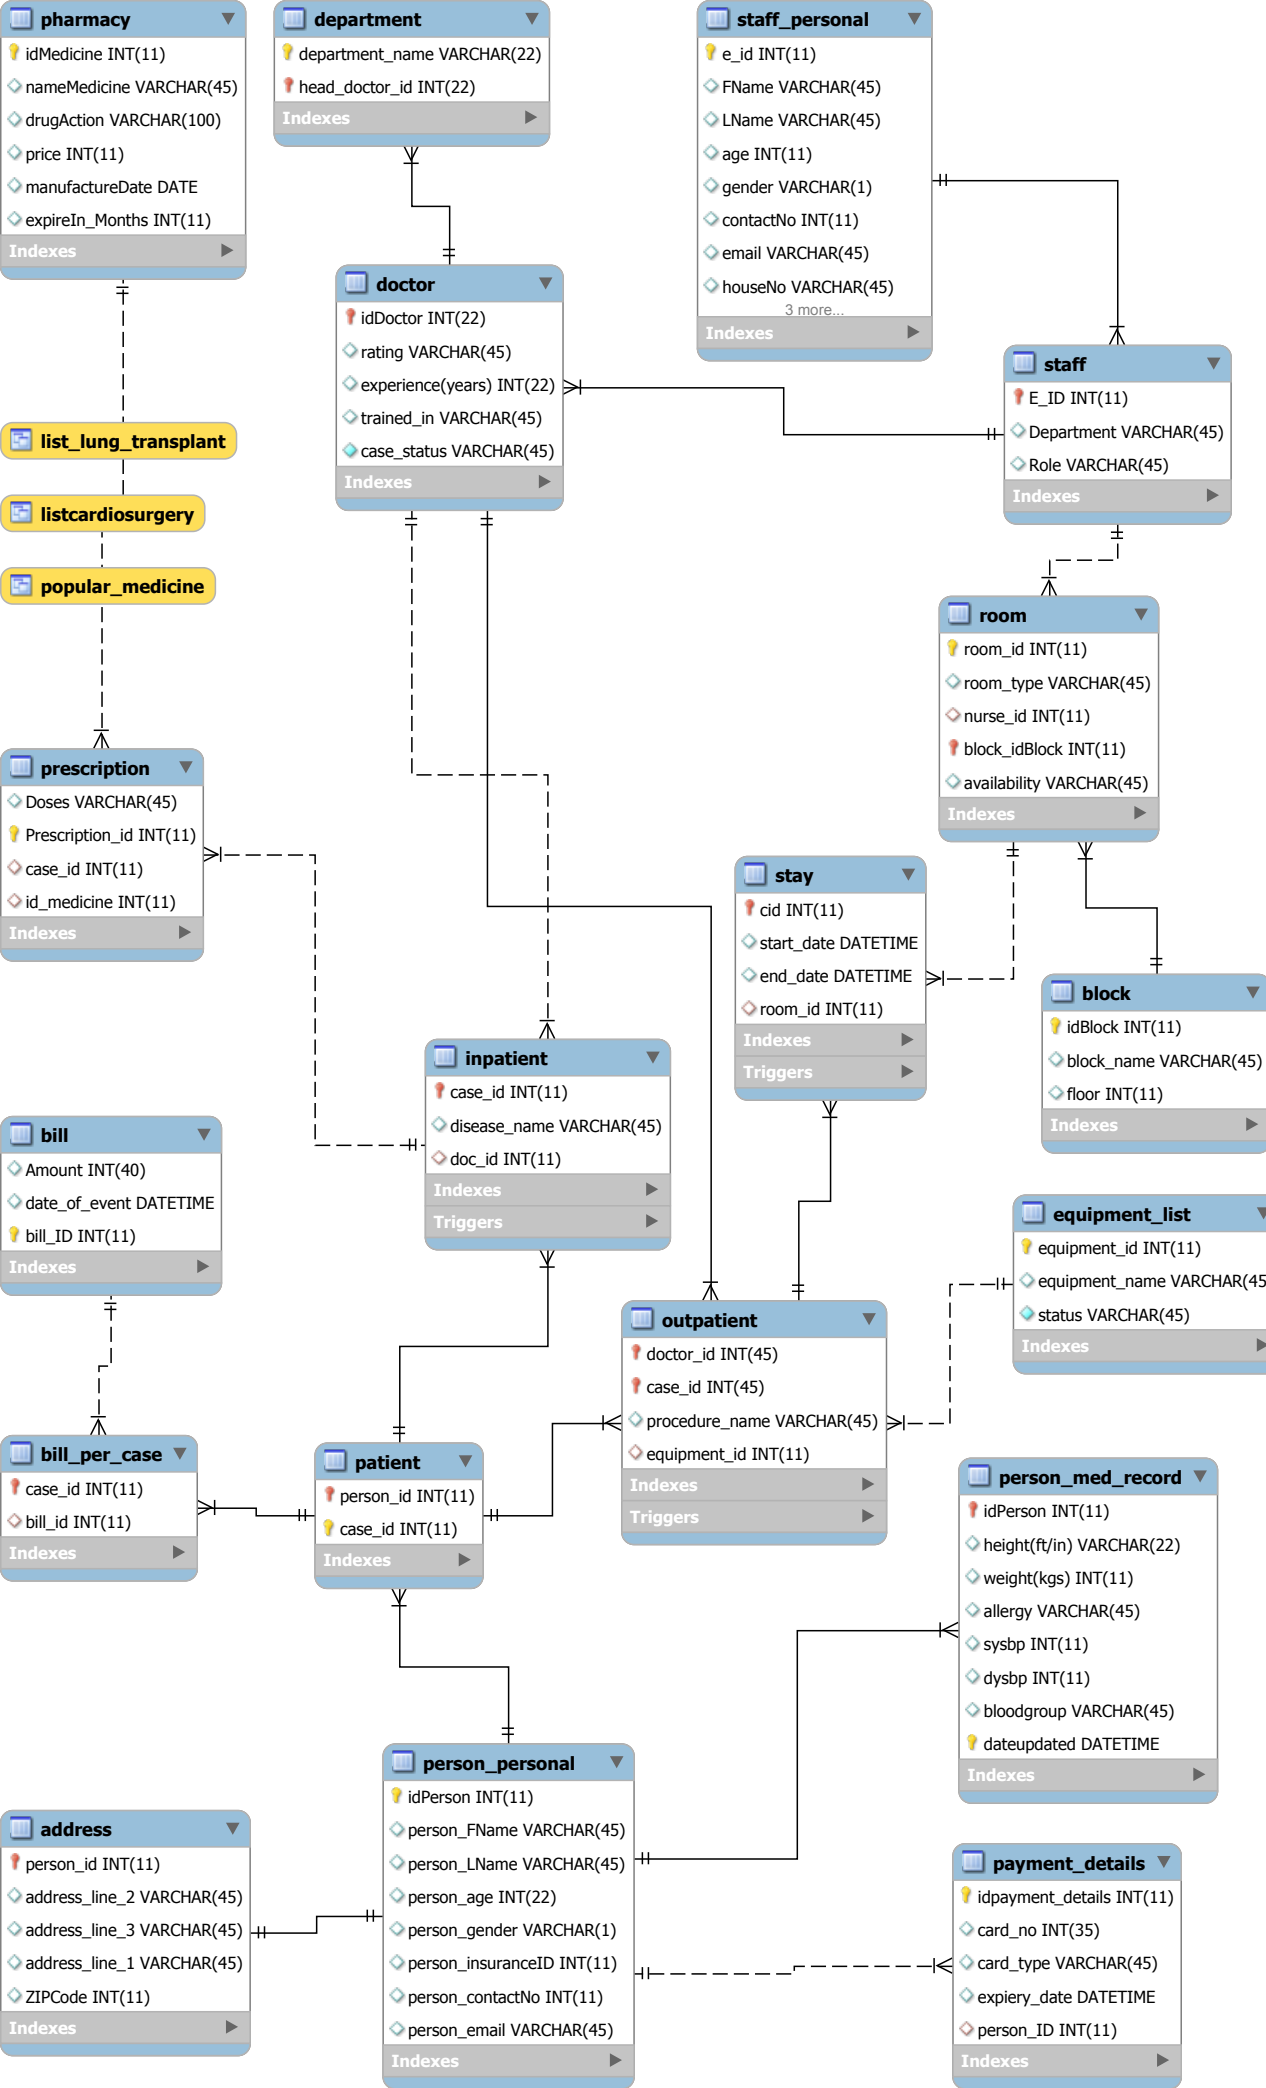 pharmacy
idMedicine INT(11)
nameMedicine VARCHAR(45)
drugAction VARCHAR(100)
price INT(11)
manufactureDate DATE
expireIn_Months INT(11)
Indexes
department
department_name VARCHAR(22)
head_doctor_id INT(22)
Indexes
staff_personal
e_id INT(11)
FName VARCHAR(45)
LName VARCHAR(45)
age INT(11)
gender VARCHAR(1)
contactNo INT(11)
email VARCHAR(45)
houseNo VARCHAR(45)
3 more...
Indexes
doctor
idDoctor INT(22)
rating VARCHAR(45)
experience(years) INT(22)
trained_in VARCHAR(45)
case_status VARCHAR(45)
Indexes
staff
E_ID INT(11)
Department VARCHAR(45)
Role VARCHAR(45)
Indexes
list_lung_transplant
listcardiosurgery
popular_medicine
room
room_id INT(11)
room_type VARCHAR(45)
nurse_id INT(11)
block_idBlock INT(11)
availability VARCHAR(45)
Indexes
prescription
Doses VARCHAR(45)
Prescription_id INT(11)
case_id INT(11)
id_medicine INT(11)
Indexes
stay
cid INT(11)
start_date DATETIME
end_date DATETIME
room_id INT(11)
Indexes
Triggers
block
idBlock INT(11)
block_name VARCHAR(45)
floor INT(11)
Indexes
inpatient
case_id INT(11)
disease_name VARCHAR(45)
doc_id INT(11)
Indexes
Triggers
bill
Amount INT(40)
date_of_event DATETIME
bill_ID INT(11)
Indexes
equipment_list
equipment_id INT(11)
equipment_name VARCHAR(45
status VARCHAR(45)
Indexes
outpatient
doctor_id INT(45)
case_id INT(45)
procedure_name VARCHAR(45)
equipment_id INT(11)
Indexes
Triggers
bill_per_case
case_id INT(11)
bill_id INT(11)
Indexes
patient
person_id INT(11)
case_id INT(11)
Indexes
person_med_record
idPerson INT(11)
height(ft/in) VARCHAR(22)
weight(kgs) INT(11)
allergy VARCHAR(45)
sysbp INT(11)
dysbp INT(11)
bloodgroup VARCHAR(45)
dateupdated DATETIME
Indexes
person_personal
idPerson INT(11)
person_FName VARCHAR(45)
person_LName VARCHAR(45)
person_age INT(22)
person_gender VARCHAR(1)
person_insuranceID INT(11)
person_contactNo INT(11)
person_email VARCHAR(45)
Indexes
address
person_id INT(11)
address_line_2 VARCHAR(45)
address_line_3 VARCHAR(45)
address_line_1 VARCHAR(45)
ZIPCode INT(11)
Indexes
payment_details
idpayment_details INT(11)
card_no INT(35)
card_type VARCHAR(45)
expiery_date DATETIME
person_ID INT(11)
Indexes